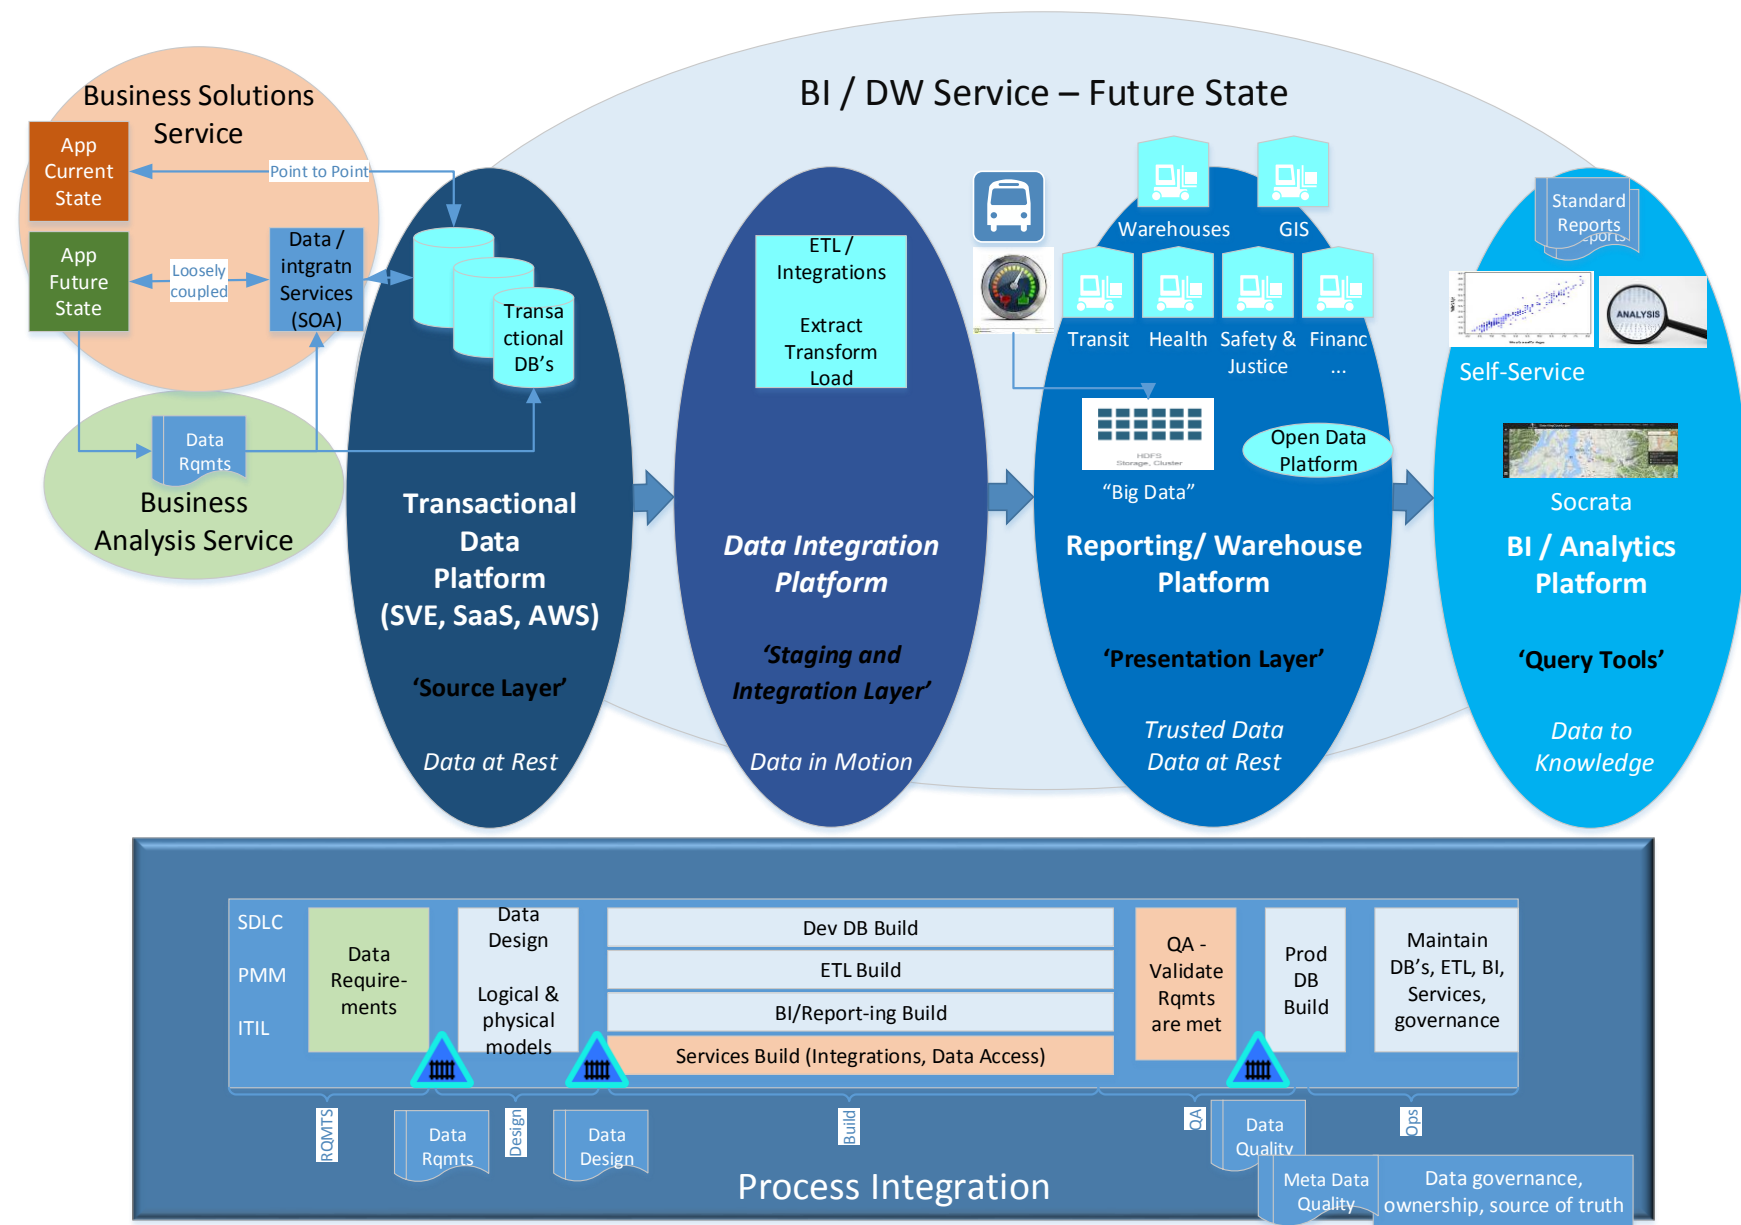 BI / DW Service – Future State
Business Solutions
Service
App
Current
State
Point to Point
App
Future
State
Loosely
coupled
Data /
intgratn
Services
(SOA)
Transa
ctional
DB's
Data
Rqmts
Business
Analysis Service
Transactional
Data
Platform
(SVE, SaaS, AWS)
‘Source Layer’
Data at Rest
ETL /
Integrations
Extract
Transform
Load
Data Integration
Platform
‘Staging and
Integration Layer’
Data in Motion
Warehouses
GIS
Transit
Health
Safety &
Justice
Financ
...
HDFS
Storage, Cluster
“Big Data”
Open Data
Platform
Reporting/ Warehouse
Platform
‘Presentation Layer’
Trusted Data
Data at Rest
Standard
Reports
ports
ANALYSIS
Self-Service
Socrata
BI / Analytics
Platform
‘Query Tools’
Data to
Knowledge
SDLC
PMM
ITIL
Data
Require-
ments
Data
Design
Logical &
physical
models
Dev DB Build
ETL Build
BI/Report-ing Build
Services Build (Integrations, Data Access)
QA -
Validate
Rqmts
are met
Prod
DB
Build
Maintain
DB's, ETL, BI,
Services,
governance
RQMTS
Data
Rqmts
Design
Data
Design
Build
QA
Data
Quality
Ops
Meta Data
Quality
Data governance,
ownership, source of truth
Process Integration